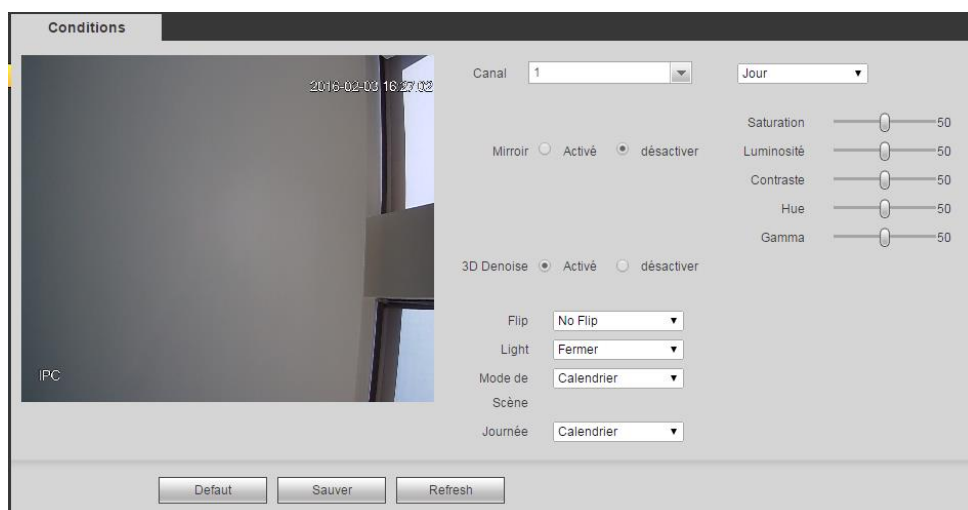 Conditions
2016-02-03 16:27:02
IPC
Canal 1 Jour
Mirroir Activé désactiver
Saturation 50
Luminosité 50
Contraste 50
Hue 50
Gamma 50
3D Denoise Activé désactiver
Flip No Flip
Light Fermer
Mode de Scène Calendrier
Journée Calendrier
Defaut Sauver Refresh